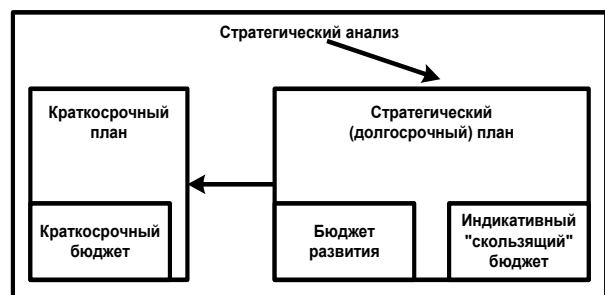 Стратегический анализ
Краткосрочный
план
Стратегический
(долгосрочный) план
Краткосрочный
бюджет
Бюджет
развития
Индикативный
"скользящий"
бюджет